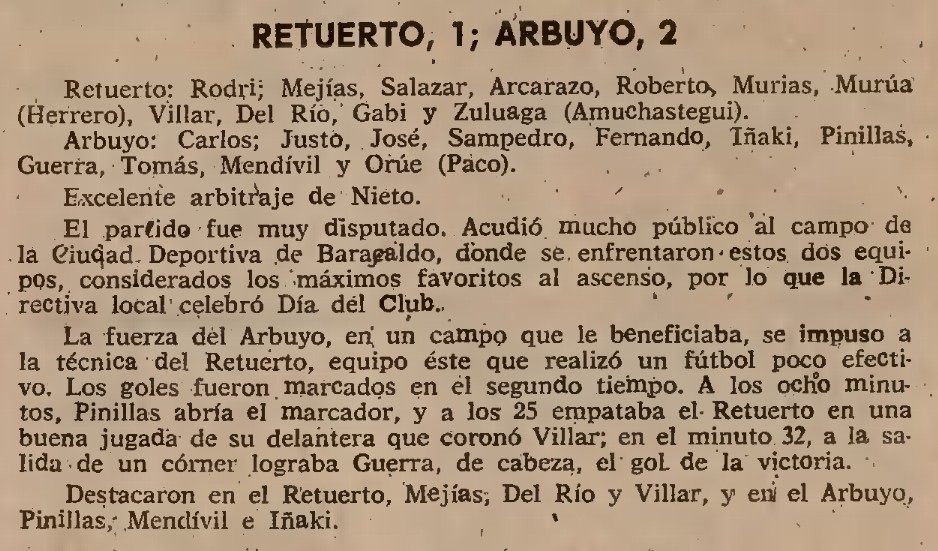 RETUERTO, 1; ARBUYO, 2
Retuerto: Rodri; Mejías, Salazar, Arcarazo, Roberto, Murias, Murúa
(Herrero), Villar, Del Río, Gabi y Zuluaga (Amuchastegui).
Arbuyo: Carlos; Justo, José, Sampedro, Fernando, Iñaki, Pinillas,
Guerra, Tomás, Mendívil y Orúe (Paco).
Excelente arbitraje de Nieto.
El partido fue muy disputado. Acudió mucho público al campo de
la Ciudad Deportiva de Baracaldo, donde se enfrentaron estos dos equi-
pos, considerados los máximos favoritos al ascenso, por lo que la Di-
rectiva local celebró Día del Club.
La fuerza del Arbuyo, en un campo que le beneficiaba, se impuso a
la técnica del Retuerto, equipo éste que realizó un fútbol poco efecti-
vo. Los goles fueron marcados en el segundo tiempo. A los ocho minu-
tos, Pinillas abría el marcador, y a los 25 empataba el Retuerto en una
buena jugada de su delantera que coronó Villar; en el minuto 32, a la sa-
lida de un córner lograba Guerra, de cabeza, el gol de la victoria.
Destacaron en el Retuerto, Mejías, Del Río y Villar, y en el Arbuyo,
Pinillas, Mendívil e Iñaki.